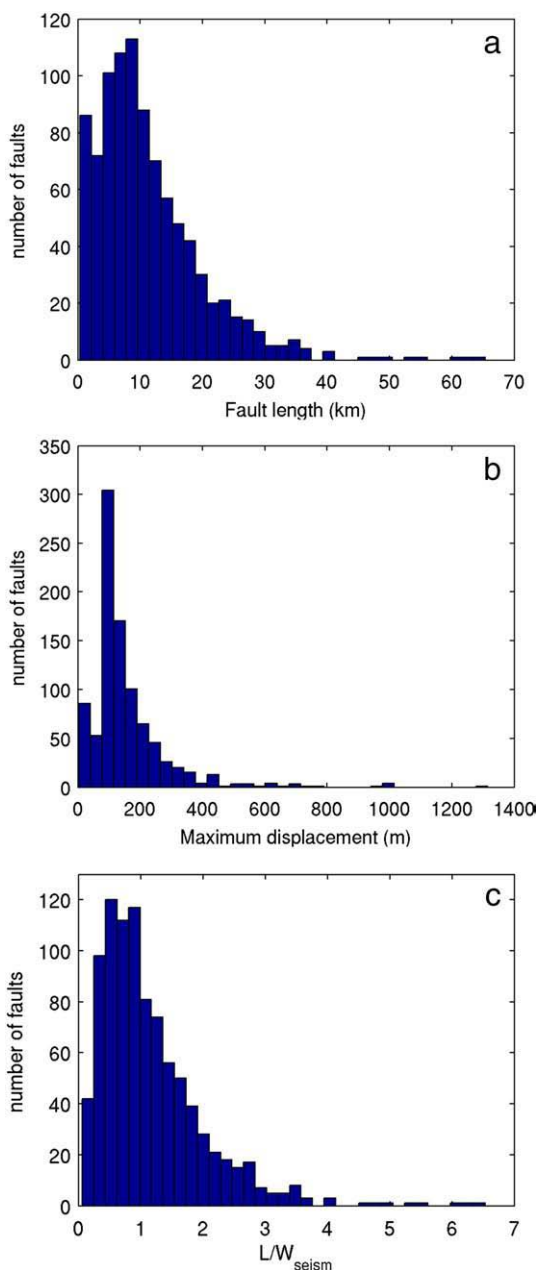 a
120
100
80
60
40
20
0
number of faults
0 10 20 30 40 50 60 70
Fault length (km)
b
350
300
250
200
150
100
50
0
number of faults
0 200 400 600 800 1000 1200 1400
Maximum displacement (m)
c
120
100
80
60
40
20
0
number of faults
0 1 2 3 4 5 6 7
L/W_seism